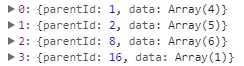 ▶ 0: {parentId: 1, data: Array(4)}
▶ 1: {parentId: 2, data: Array(5)}
▶ 2: {parentId: 8, data: Array(6)}
▶ 3: {parentId: 16, data: Array(1)}